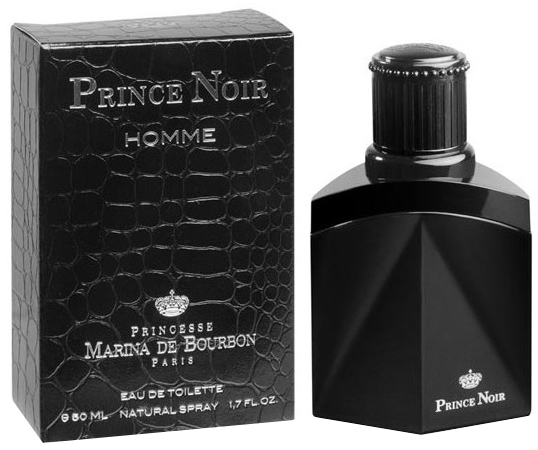 PRINCE NOIR
HOMME
PRINCESSE
MARINA DE BOURBON
PARIS
EAU DE TOILETTE
℮ 50 ML NATURAL SPRAY 1,7 FL.OZ.
PRINCE NOIR